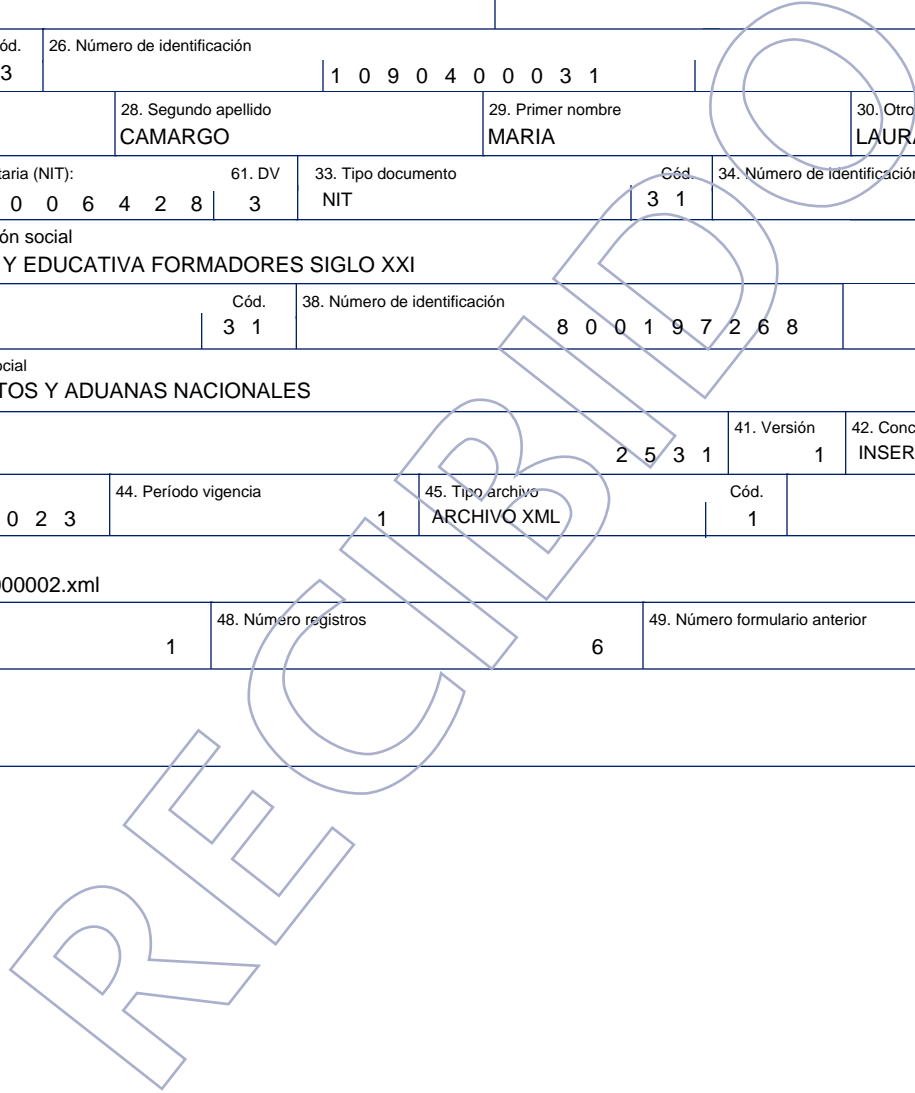 ód. 26. Número de identificación
3 1 0 9 0 4 0 0 0 3 1
28. Segundo apellido 29. Primer nombre 30. Otro
CAMARGO MARIA LAURA
taria (NIT): 61. DV 33. Tipo documento Cód. 34. Número de identificación
0 0 6 4 2 8 3 NIT 3 1
ón social
Y EDUCATIVA FORMADORES SIGLO XXI
Cód. 38. Número de identificación
3 1 8 0 0 1 9 7 2 6 8
ocial
TOS Y ADUANAS NACIONALES
41. Versión 42. Conc
2 5 3 1 1 INSER
44. Período vigencia 45. Tipo archivo Cód.
0 2 3 1 ARCHIVO XML 1
000002.xml
48. Número registros 49. Número formulario anterior
1 6
RECIBIDO